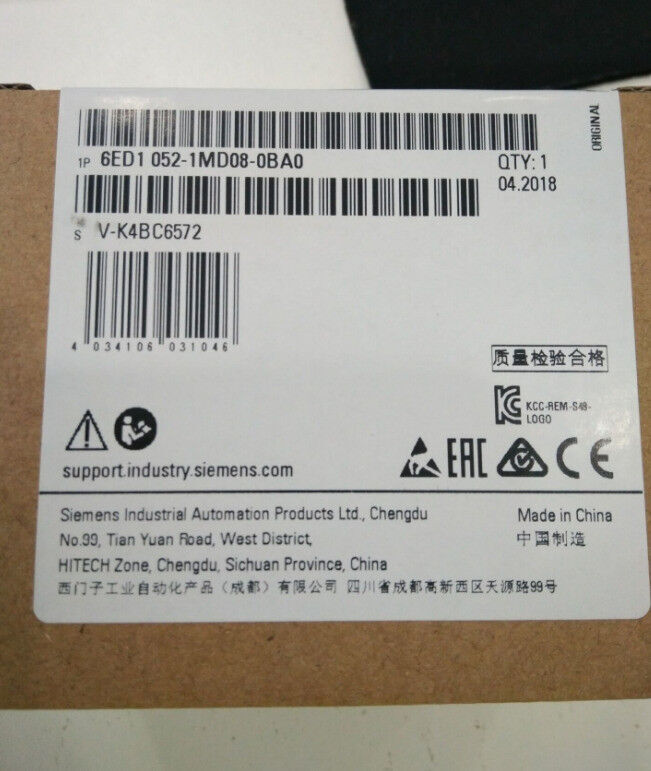 ORIGINAL
1P 6ED1 052-1MD08-0BA0
QTY: 1
04.2018
S V-K4BC6572
4 034106 031046
质量检验合格
KCC-REM-S49-
LOGO
EAC
CE
support.industry.siemens.com
Siemens Industrial Automation Products Ltd., Chengdu
Made in China
No.99, Tian Yuan Road, West District,
中国制造
HITECH Zone, Chengdu, Sichuan Province, China
西门子工业自动化产品（成都）有限公司 四川省成都高新西区天源路99号